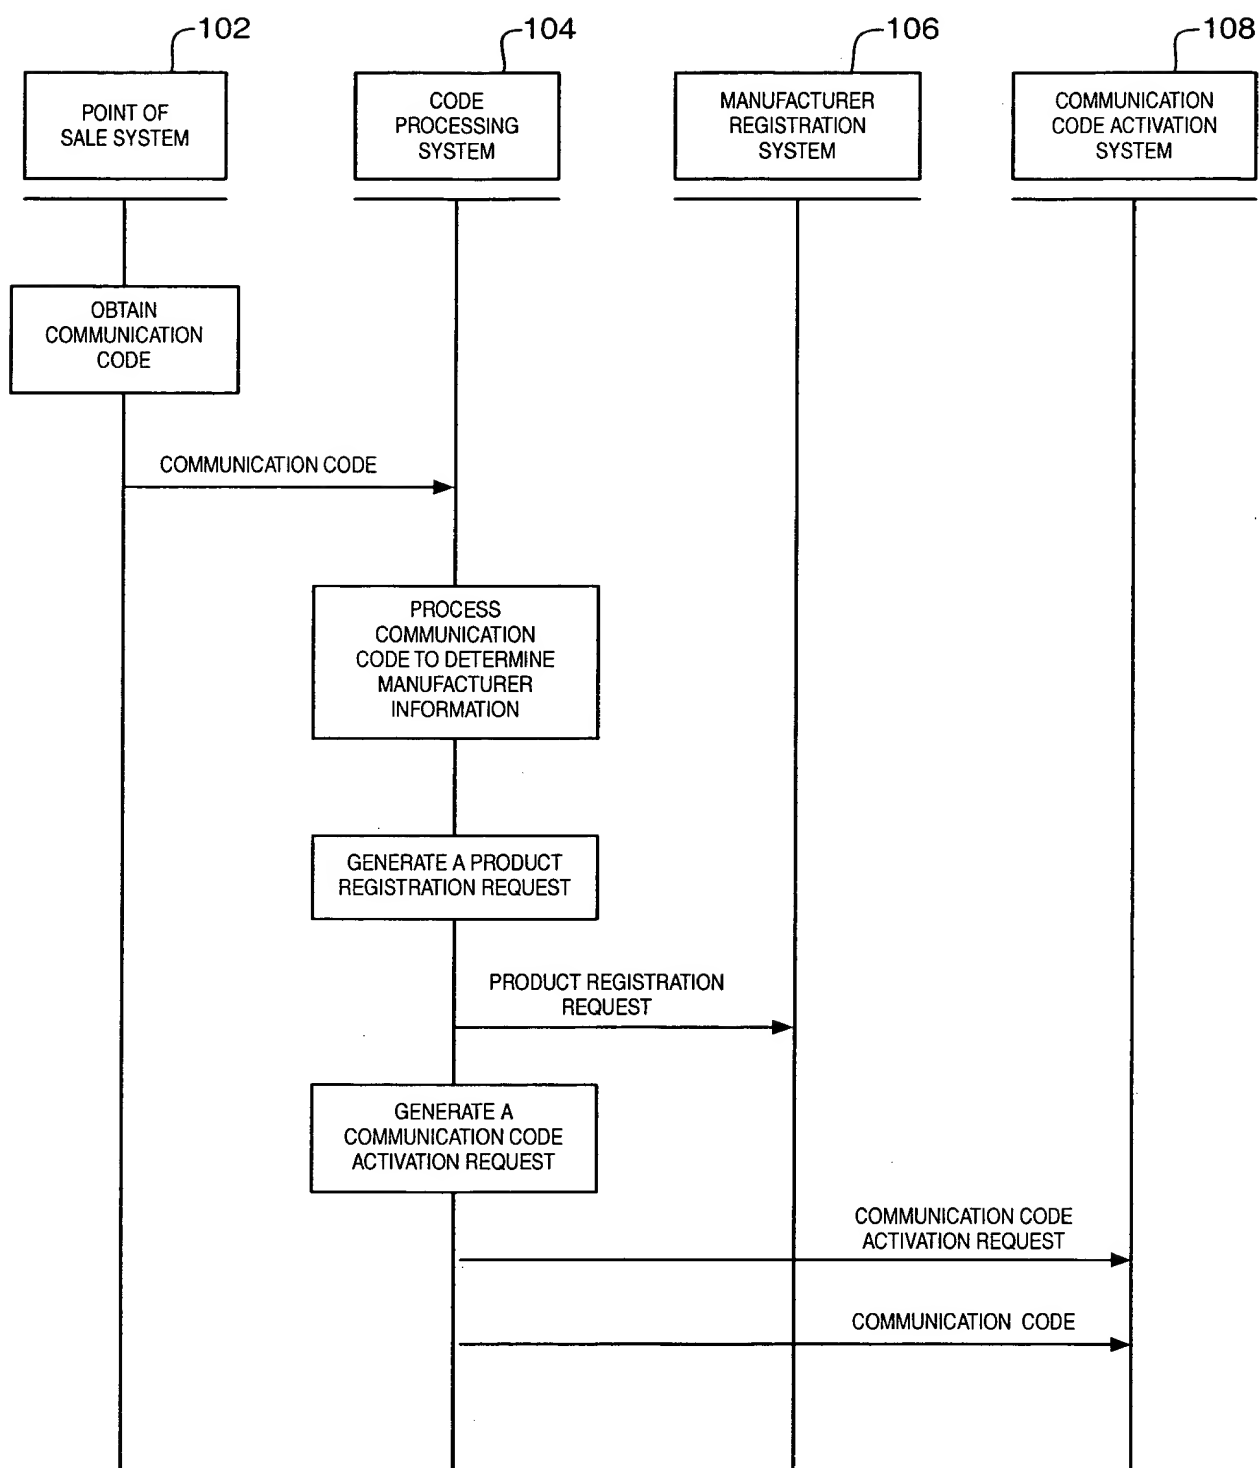 102
104
106
108
POINT OF
SALE SYSTEM
CODE
PROCESSING
SYSTEM
MANUFACTURER
REGISTRATION
SYSTEM
COMMUNICATION
CODE ACTIVATION
SYSTEM
OBTAIN
COMMUNICATION
CODE
COMMUNICATION CODE
PROCESS
COMMUNICATION
CODE TO DETERMINE
MANUFACTURER
INFORMATION
GENERATE A PRODUCT
REGISTRATION REQUEST
PRODUCT REGISTRATION
REQUEST
GENERATE A
COMMUNICATION CODE
ACTIVATION REQUEST
COMMUNICATION CODE
ACTIVATION REQUEST
COMMUNICATION CODE